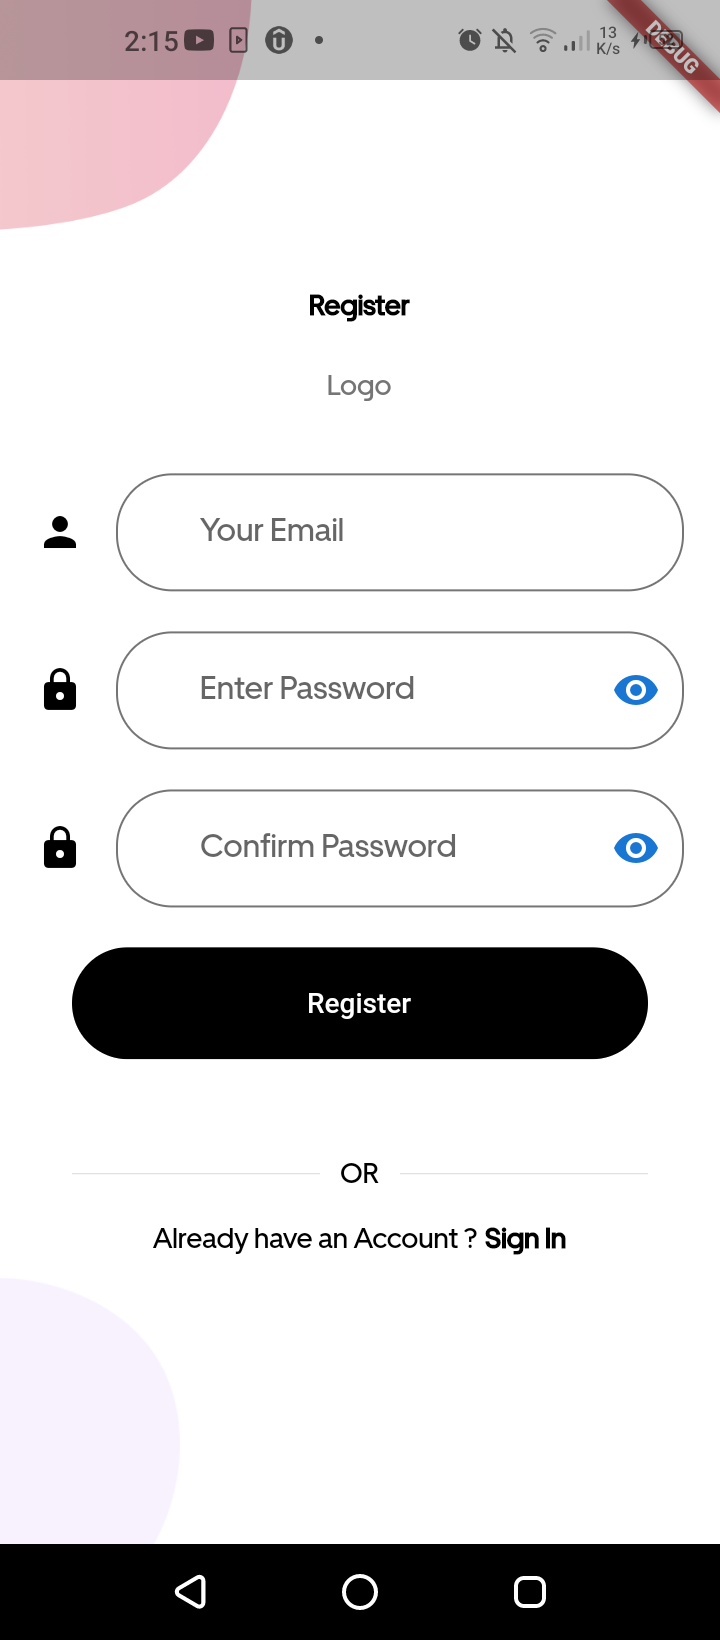 2:15
13
K/s
DEBUG
Register
Logo
Your Email
Enter Password
Confirm Password
Register
OR
Already have an Account ? Sign In